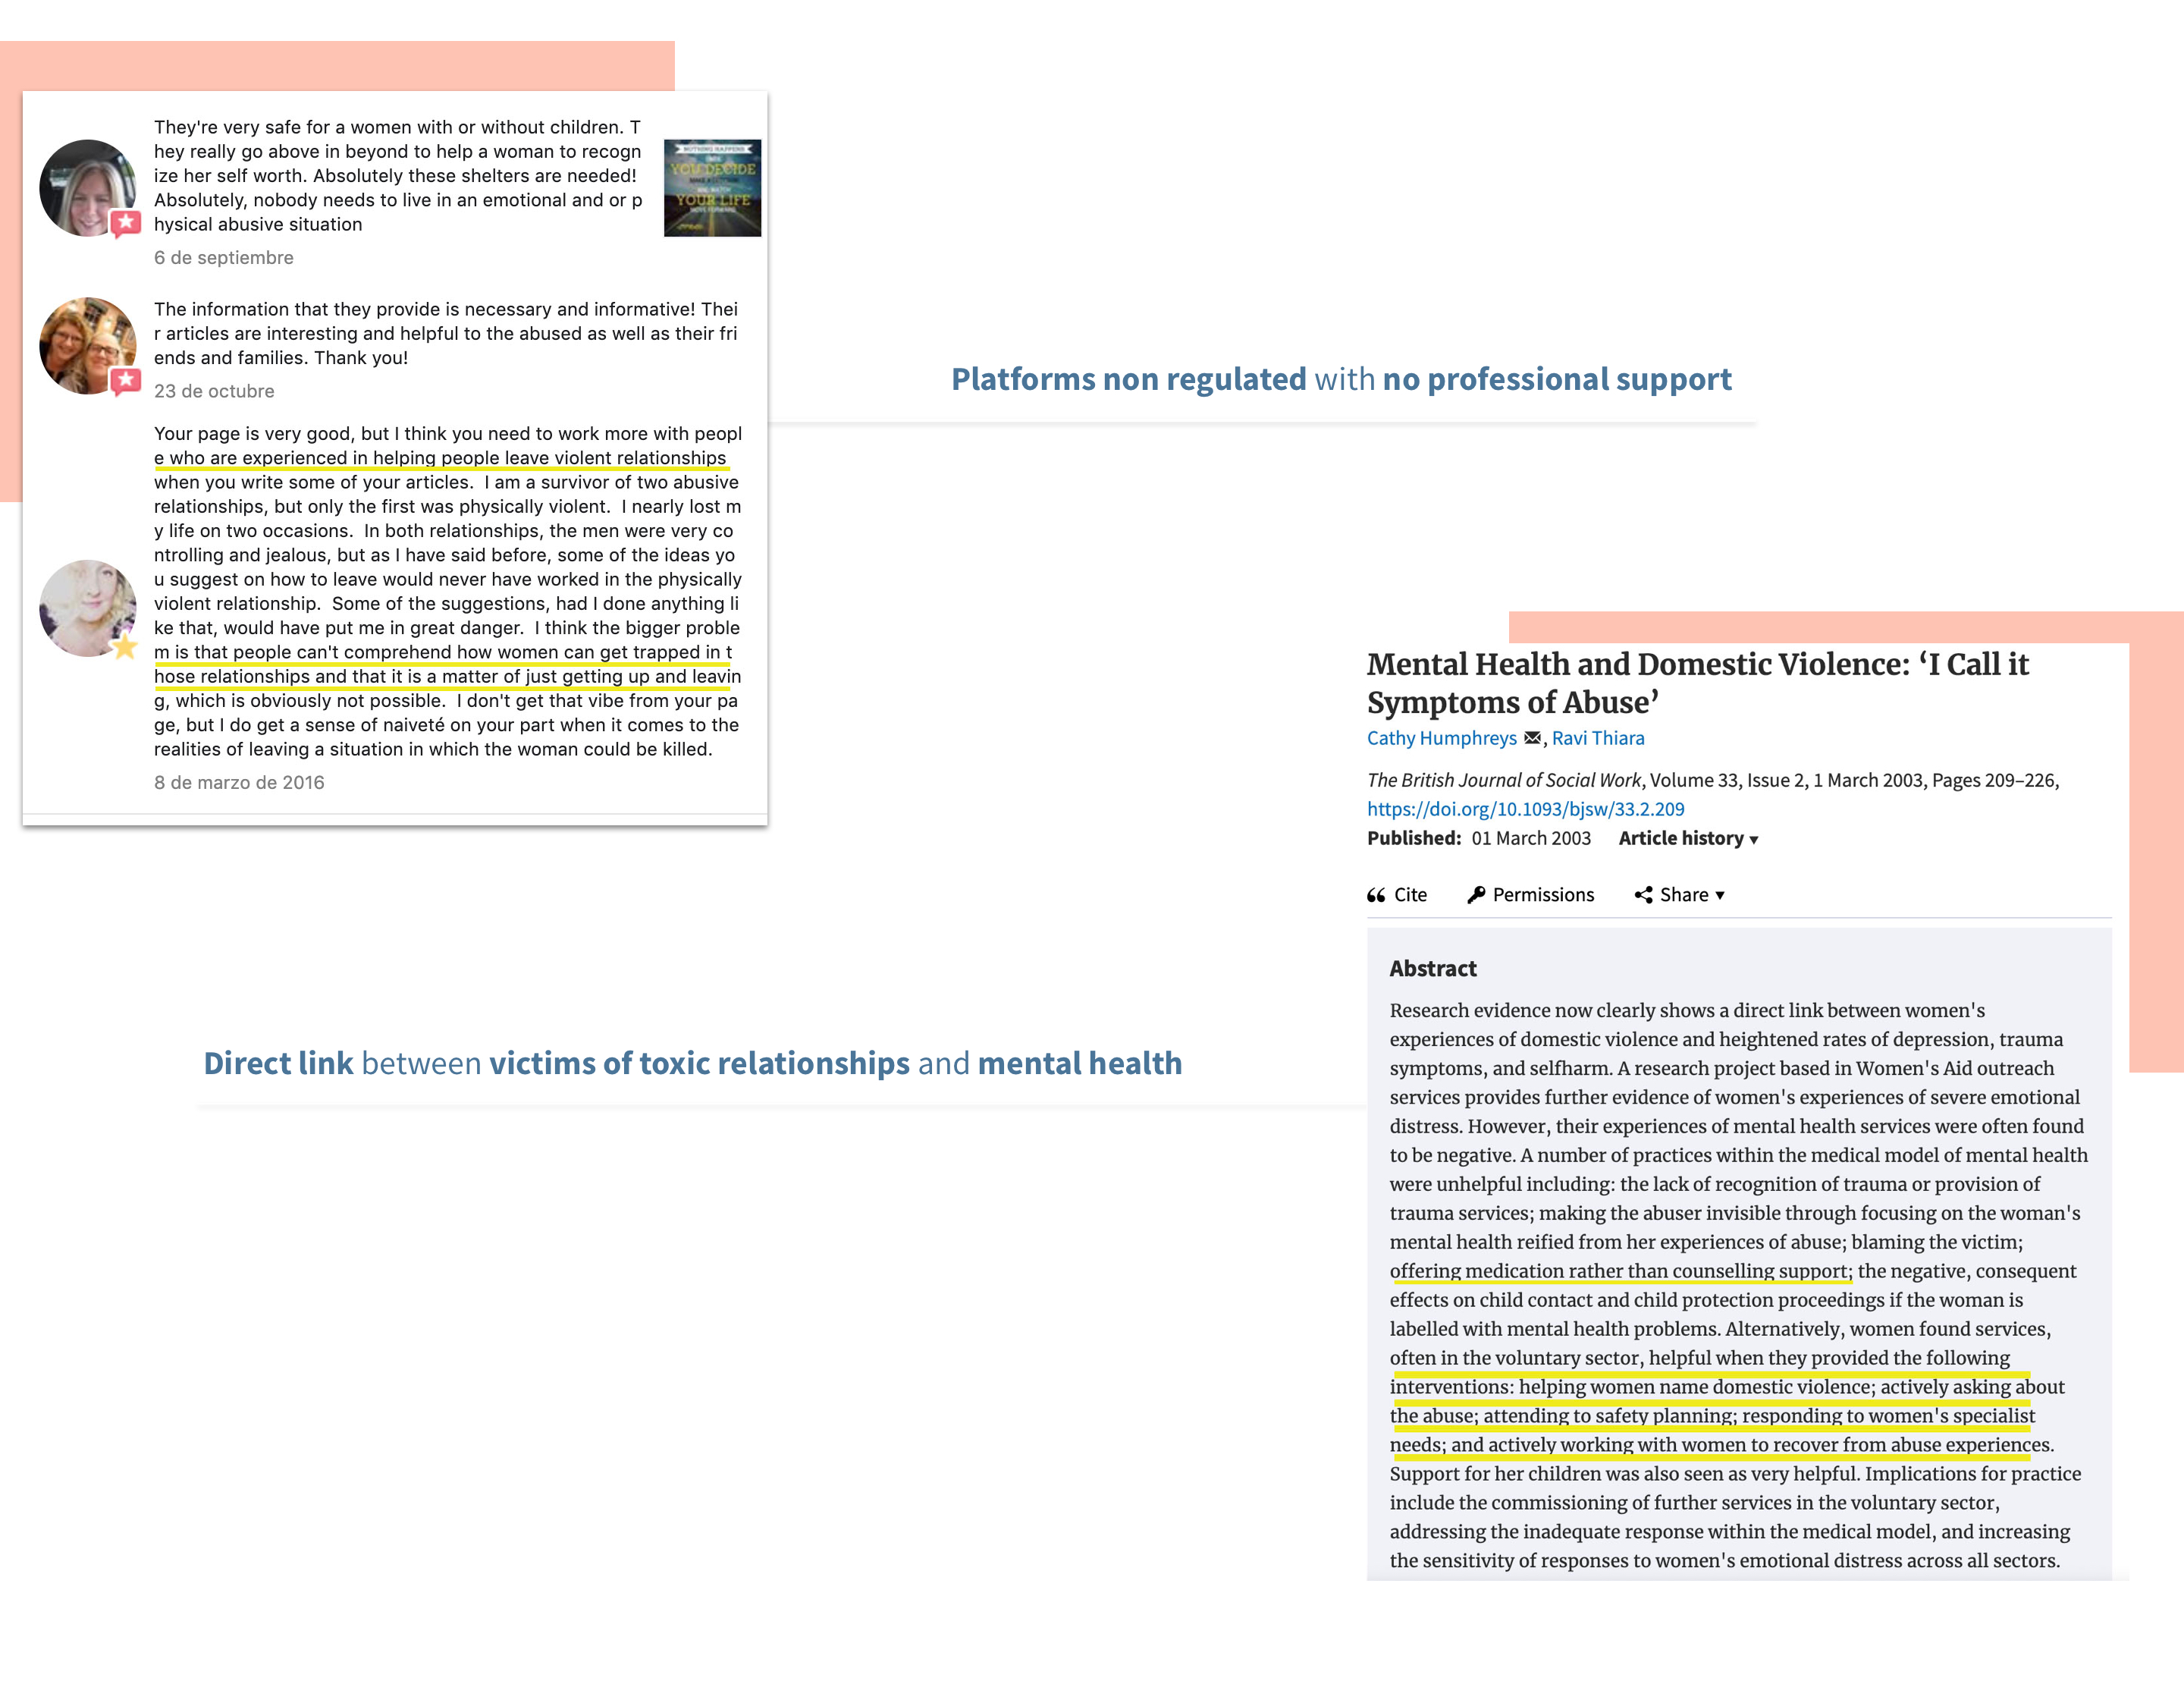 They're very safe for a women with or without children. T
hey really go above in beyond to help a woman to recogn
ize her self worth. Absolutely these shelters are needed!
Absolutely, nobody needs to live in an emotional and or p
hysical abusive situation
6 de septiembre
NOTHING HAPPENS
YOU DECIDE
YOUR LIFE
The information that they provide is necessary and informative! Thei
r articles are interesting and helpful to the abused as well as their fri
ends and families. Thank you!
23 de octubre
Your page is very good, but I think you need to work more with peopl
e who are experienced in helping people leave violent relationships
when you write some of your articles.  I am a survivor of two abusive
relationships, but only the first was physically violent.  I nearly lost m
y life on two occasions.  In both relationships, the men were very co
ntrolling and jealous, but as I have said before, some of the ideas yo
u suggest on how to leave would never have worked in the physically
violent relationship.  Some of the suggestions, had I done anything li
ke that, would have put me in great danger.  I think the bigger proble
m is that people can't comprehend how women can get trapped in t
hose relationships and that it is a matter of just getting up and leavin
g, which is obviously not possible.  I don't get that vibe from your pa
ge, but I do get a sense of naiveté on your part when it comes to the
realities of leaving a situation in which the woman could be killed.
8 de marzo de 2016
Platforms non regulated with no professional support
Direct link between victims of toxic relationships and mental health
Mental Health and Domestic Violence: ‘I Call it
Symptoms of Abuse’
Cathy Humphreys, Ravi Thiara
The British Journal of Social Work, Volume 33, Issue 2, 1 March 2003, Pages 209–226,
https://doi.org/10.1093/bjsw/33.2.209
Published: 01 March 2003 Article history
Cite Permissions Share
Abstract
Research evidence now clearly shows a direct link between women's
experiences of domestic violence and heightened rates of depression, trauma
symptoms, and selfharm. A research project based in Women's Aid outreach
services provides further evidence of women's experiences of severe emotional
distress. However, their experiences of mental health services were often found
to be negative. A number of practices within the medical model of mental health
were unhelpful including: the lack of recognition of trauma or provision of
trauma services; making the abuser invisible through focusing on the woman's
mental health reified from her experiences of abuse; blaming the victim;
offering medication rather than counselling support; the negative, consequent
effects on child contact and child protection proceedings if the woman is
labelled with mental health problems. Alternatively, women found services,
often in the voluntary sector, helpful when they provided the following
interventions: helping women name domestic violence; actively asking about
the abuse; attending to safety planning; responding to women's specialist
needs; and actively working with women to recover from abuse experiences.
Support for her children was also seen as very helpful. Implications for practice
include the commissioning of further services in the voluntary sector,
addressing the inadequate response within the medical model, and increasing
the sensitivity of responses to women's emotional distress across all sectors.